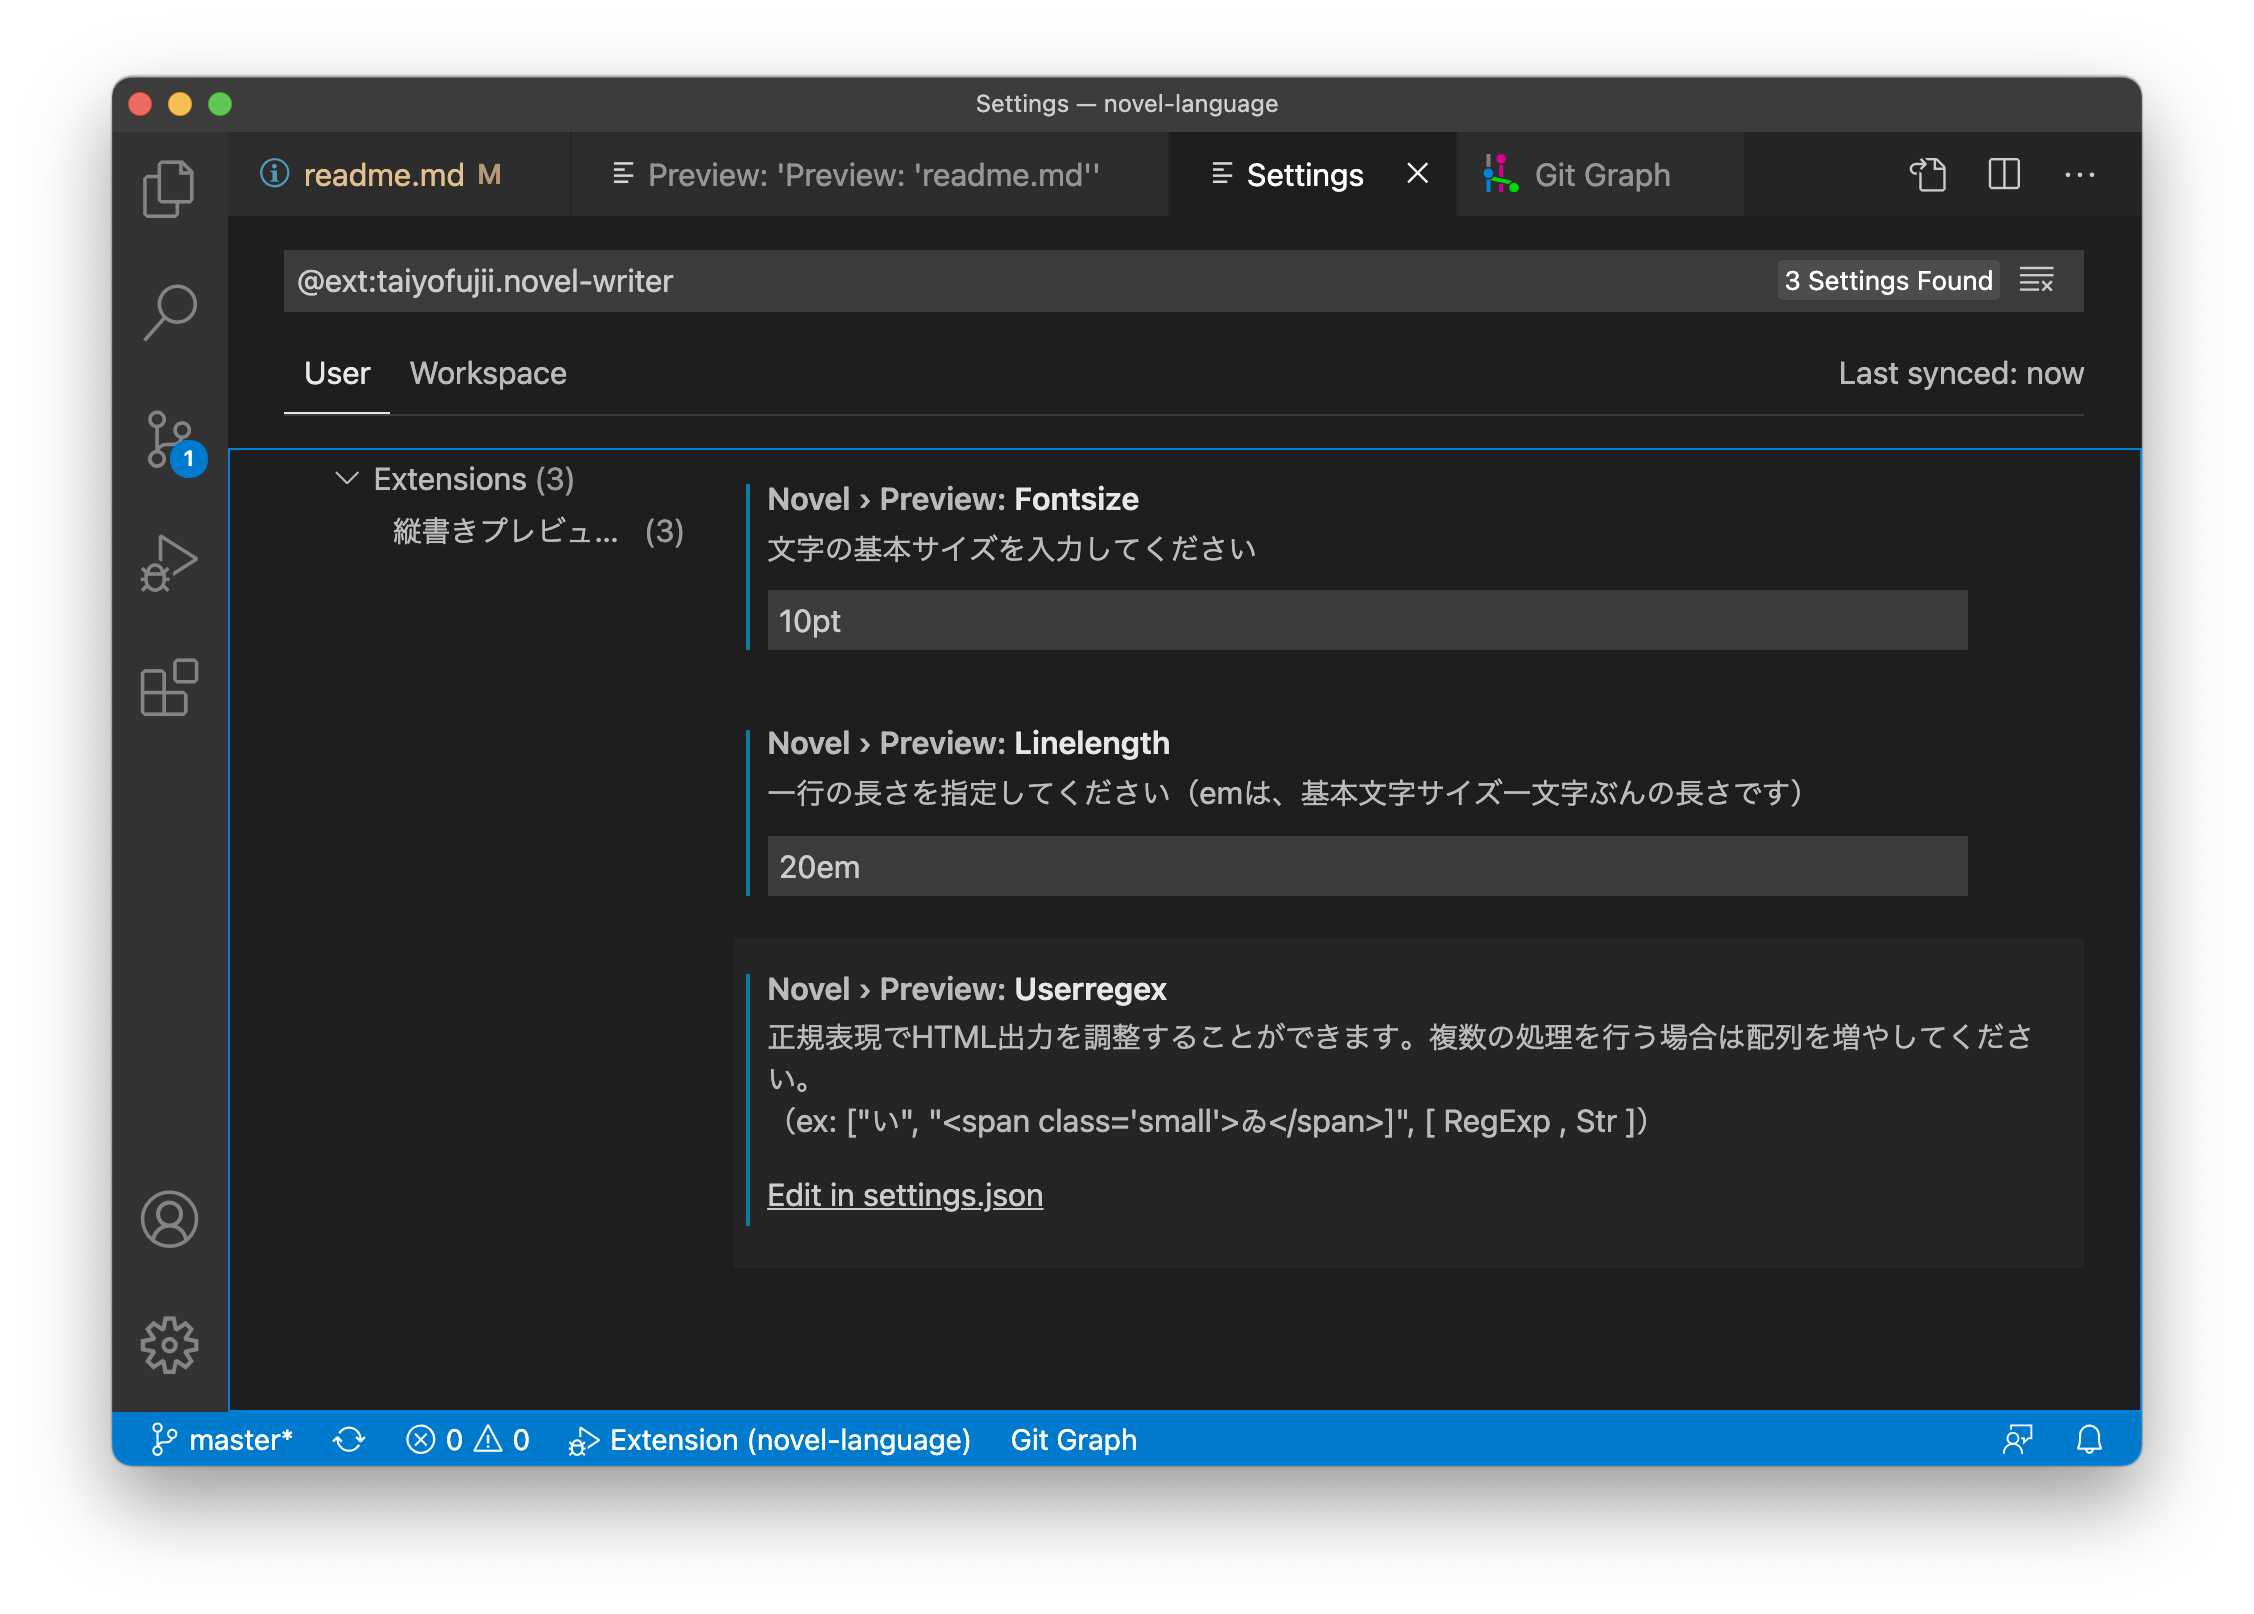 Settings — novel-language
readme.md M
Preview: 'Preview: 'readme.md''
Settings
Git Graph
@ext:taiyofujii.novel-writer
3 Settings Found
User
Workspace
Last synced: now
Extensions (3)
縦書きプレビュ... (3)
Novel › Preview: Fontsize
文字の基本サイズを入力してください
10pt
Novel › Preview: Linelength
一行の長さを指定してください（emは、基本文字サイズ一文字ぶんの長さです）
20em
Novel › Preview: Userregex
正規表現でHTML出力を調整することができます。複数の処理を行う場合は配列を増やしてくださ
い。
（ex: ["い", "<span class='small'>ゐ</span>]", [ RegExp , Str ]）
Edit in settings.json
1
master*
0
0
Extension (novel-language)
Git Graph